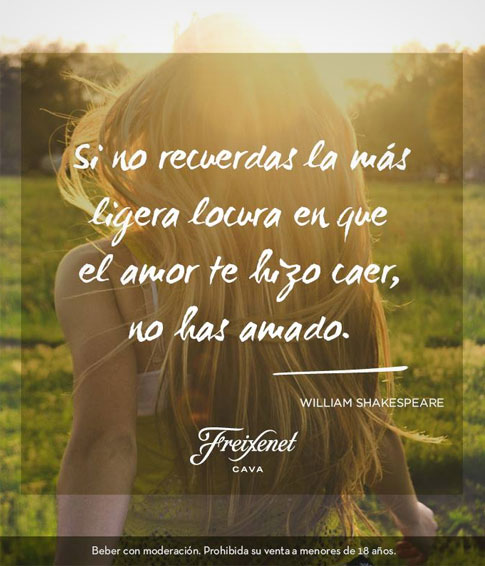 Si no recuerdas la más
ligera locura en que
el amor te hizo caer,
no has amado.
WILLIAM SHAKESPEARE
Freixenet
CAVA
Beber con moderación. Prohibida su venta a menores de 18 años.